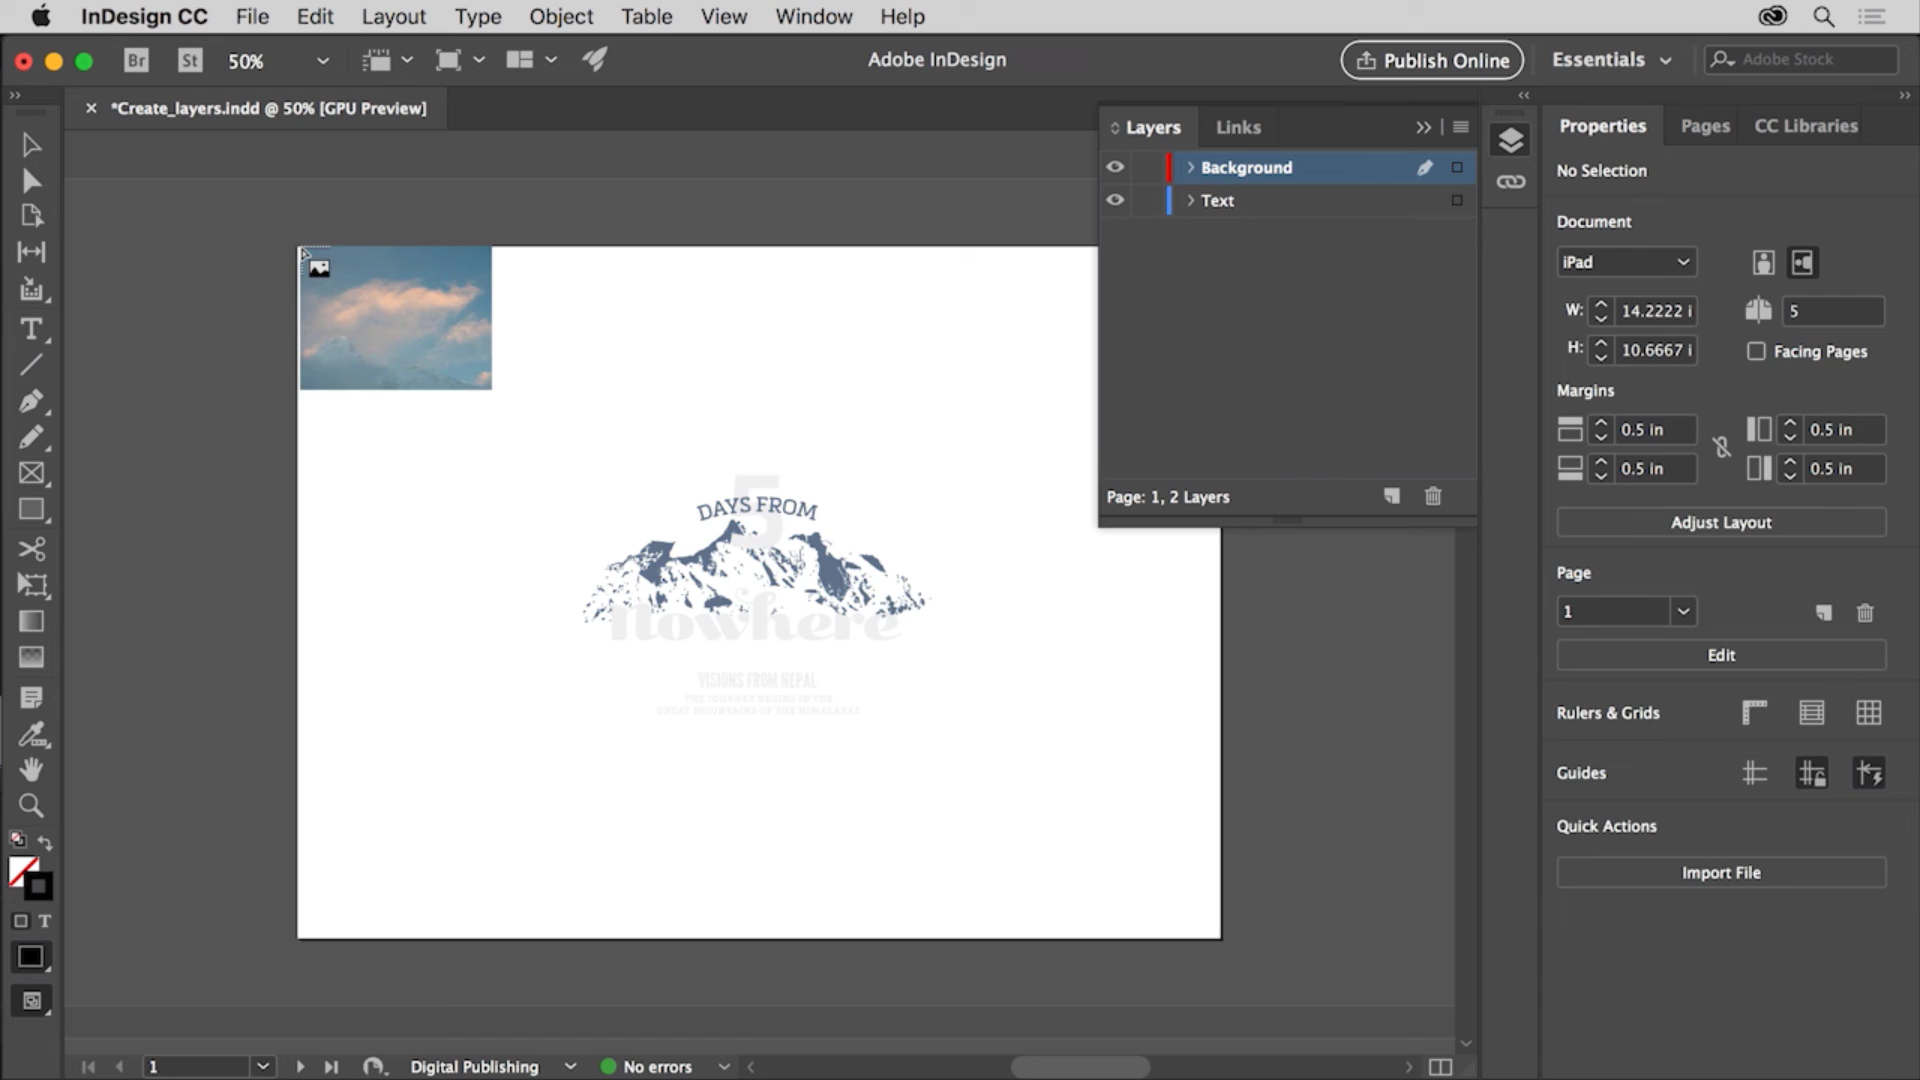 InDesign CC File Edit Layout Type Object Table View Window Help
Br St 50% Adobe InDesign Publish Online Essentials Adobe Stock
*Create_layers.indd @ 50% [GPU Preview]
Layers Links
Background
Text
Page: 1, 2 Layers
Properties Pages CC Libraries
No Selection
Document
iPad
W: 14.2222 i 5
H: 10.6667 i Facing Pages
Margins
0.5 in 0.5 in
0.5 in 0.5 in
Adjust Layout
Page
1
Edit
Rulers & Grids
Guides
Quick Actions
Import File
5
DAYS FROM
Nowhere
VISIONS FROM NEPAL
THE JOURNEY BEGINS IN THE
GREAT MOUNTAINS OF THE HIMALAYAS
1 Digital Publishing No errors